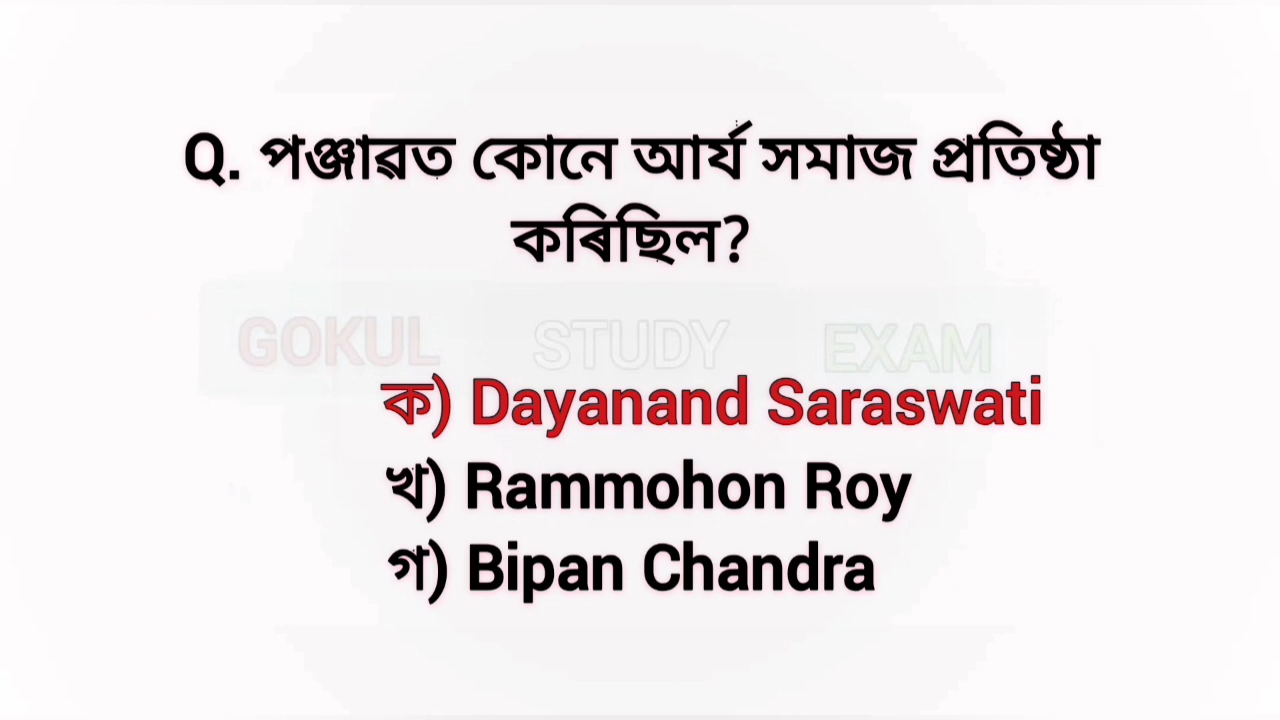 Q. পঞ্জাৱত কোনে আৰ্য সমাজ প্ৰতিষ্ঠা
কৰিছিল?
GOKUL STUDY EXAM
ক) Dayanand Saraswati
খ) Rammohon Roy
গ) Bipan Chandra